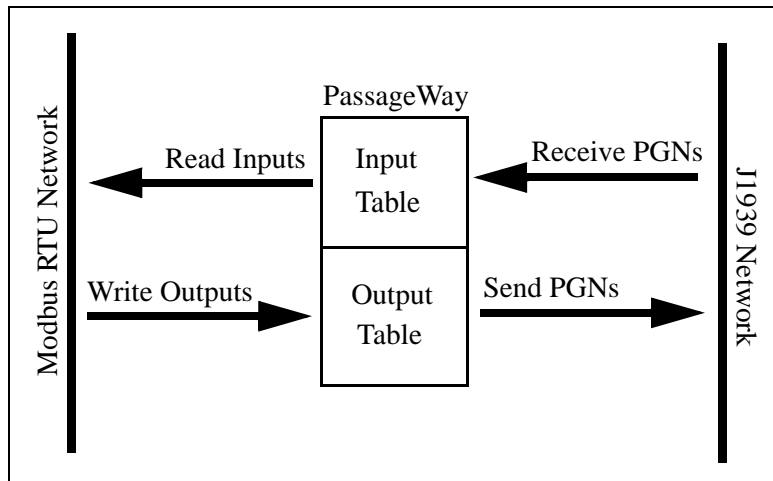 PassageWay
Modbus RTU Network
Read Inputs
Input
Table
Receive PGNs
J1939 Network
Write Outputs
Output
Table
Send PGNs